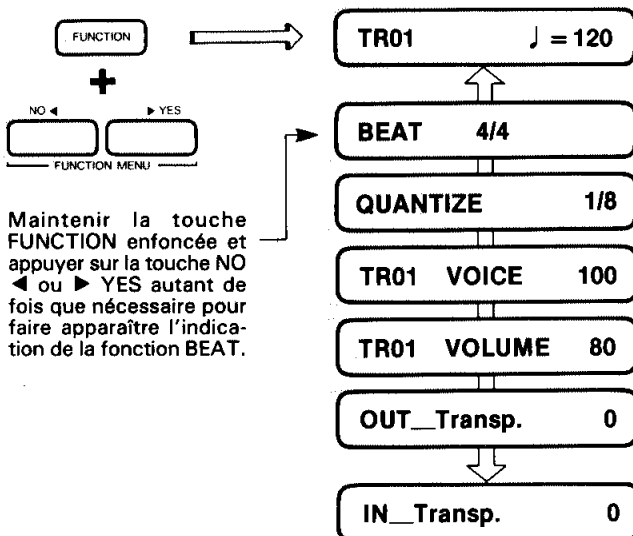 FUNCTION
TR01 ♩ = 120
+
NO ◀ ▶ YES
FUNCTION MENU
BEAT 4/4
QUANTIZE 1/8
Maintenir la touche
FUNCTION enfoncée et
appuyer sur la touche NO
◀ ou ▶ YES autant de
fois que nécessaire pour
faire apparaître l'indica-
tion de la fonction BEAT.
TR01 VOICE 100
TR01 VOLUME 80
OUT__Transp. 0
IN__Transp. 0